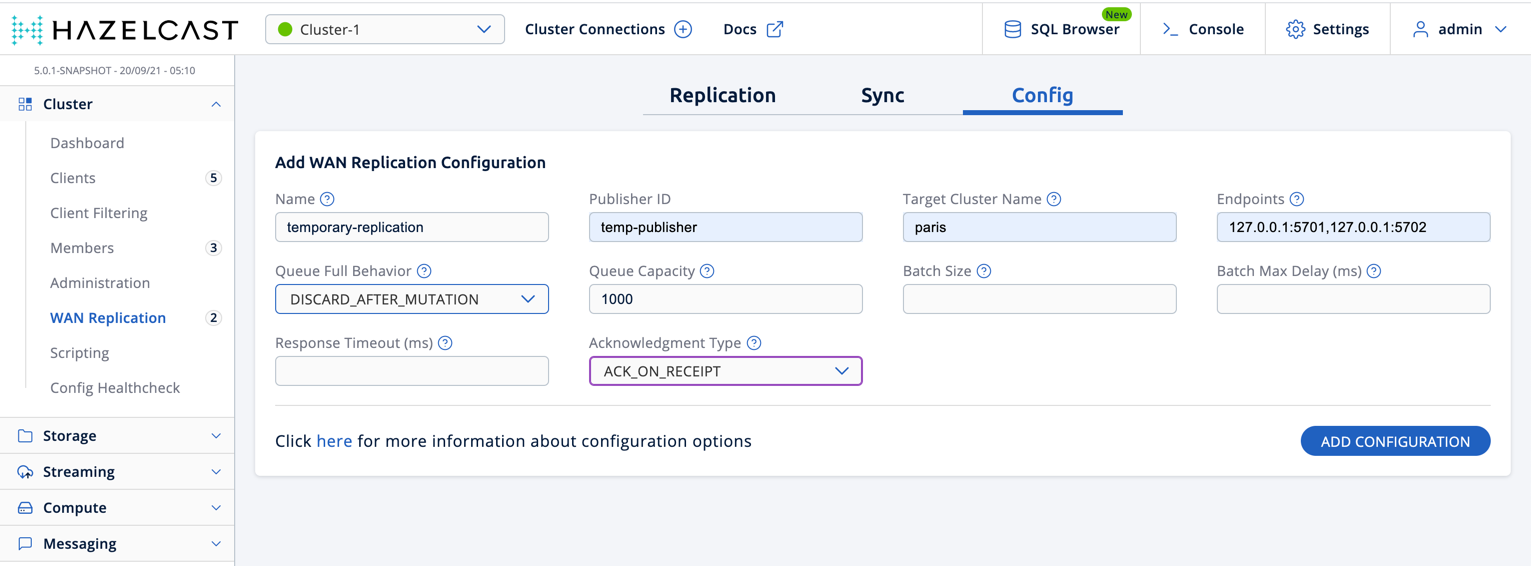 HAZELCAST
Cluster-1
Cluster Connections
Docs
New
SQL Browser
Console
Settings
admin
5.0.1-SNAPSHOT - 20/09/21 - 05:10
Cluster
Dashboard
Clients 5
Client Filtering
Members 3
Administration
WAN Replication 2
Scripting
Config Healthcheck
Storage
Streaming
Compute
Messaging
Replication Sync Config
Add WAN Replication Configuration
Name ? Publisher ID Target Cluster Name ? Endpoints ?
temporary-replication temp-publisher paris 127.0.0.1:5701,127.0.0.1:5702
Queue Full Behavior ? Queue Capacity ? Batch Size ? Batch Max Delay (ms) ?
DISCARD_AFTER_MUTATION 1000
Response Timeout (ms) ? Acknowledgment Type ?
ACK_ON_RECEIPT
Click here for more information about configuration options
ADD CONFIGURATION